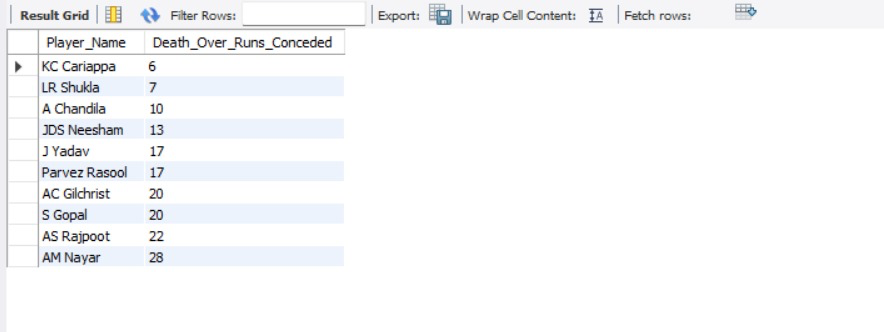 Result Grid Filter Rows: Export: Wrap Cell Content: IA Fetch rows:
Player_Name Death_Over_Runs_Conceded
KC Cariappa 6
LR Shukla 7
A Chandila 10
JDS Neesham 13
J Yadav 17
Parvez Rasool 17
AC Gilchrist 20
S Gopal 20
AS Rajpoot 22
AM Nayar 28